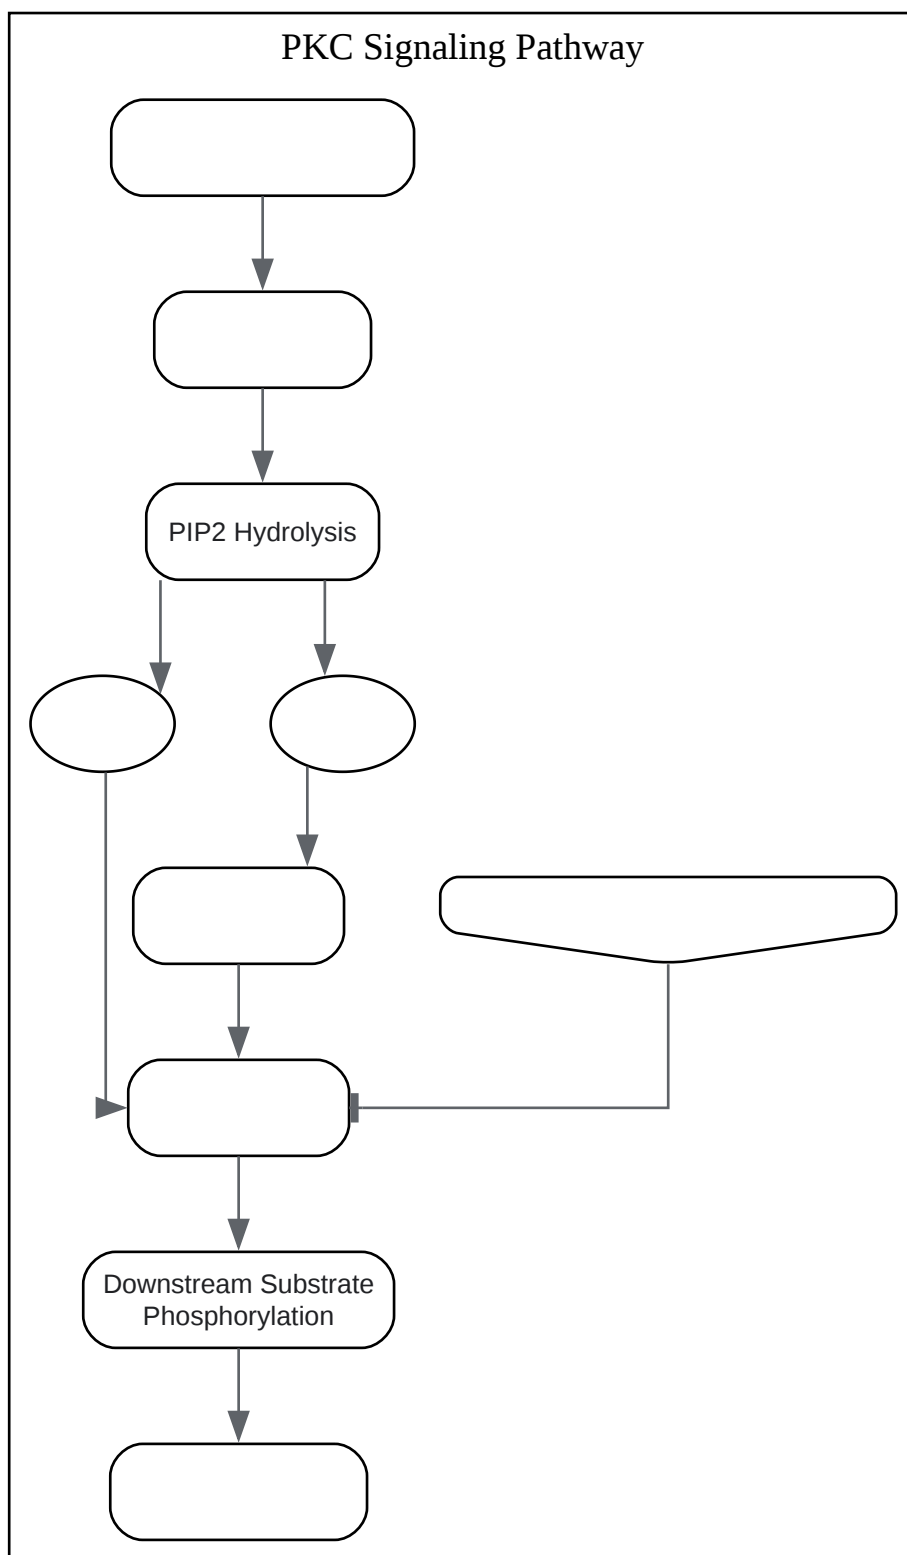 PKC Signaling Pathway
PIP2 Hydrolysis
Downstream Substrate
Phosphorylation